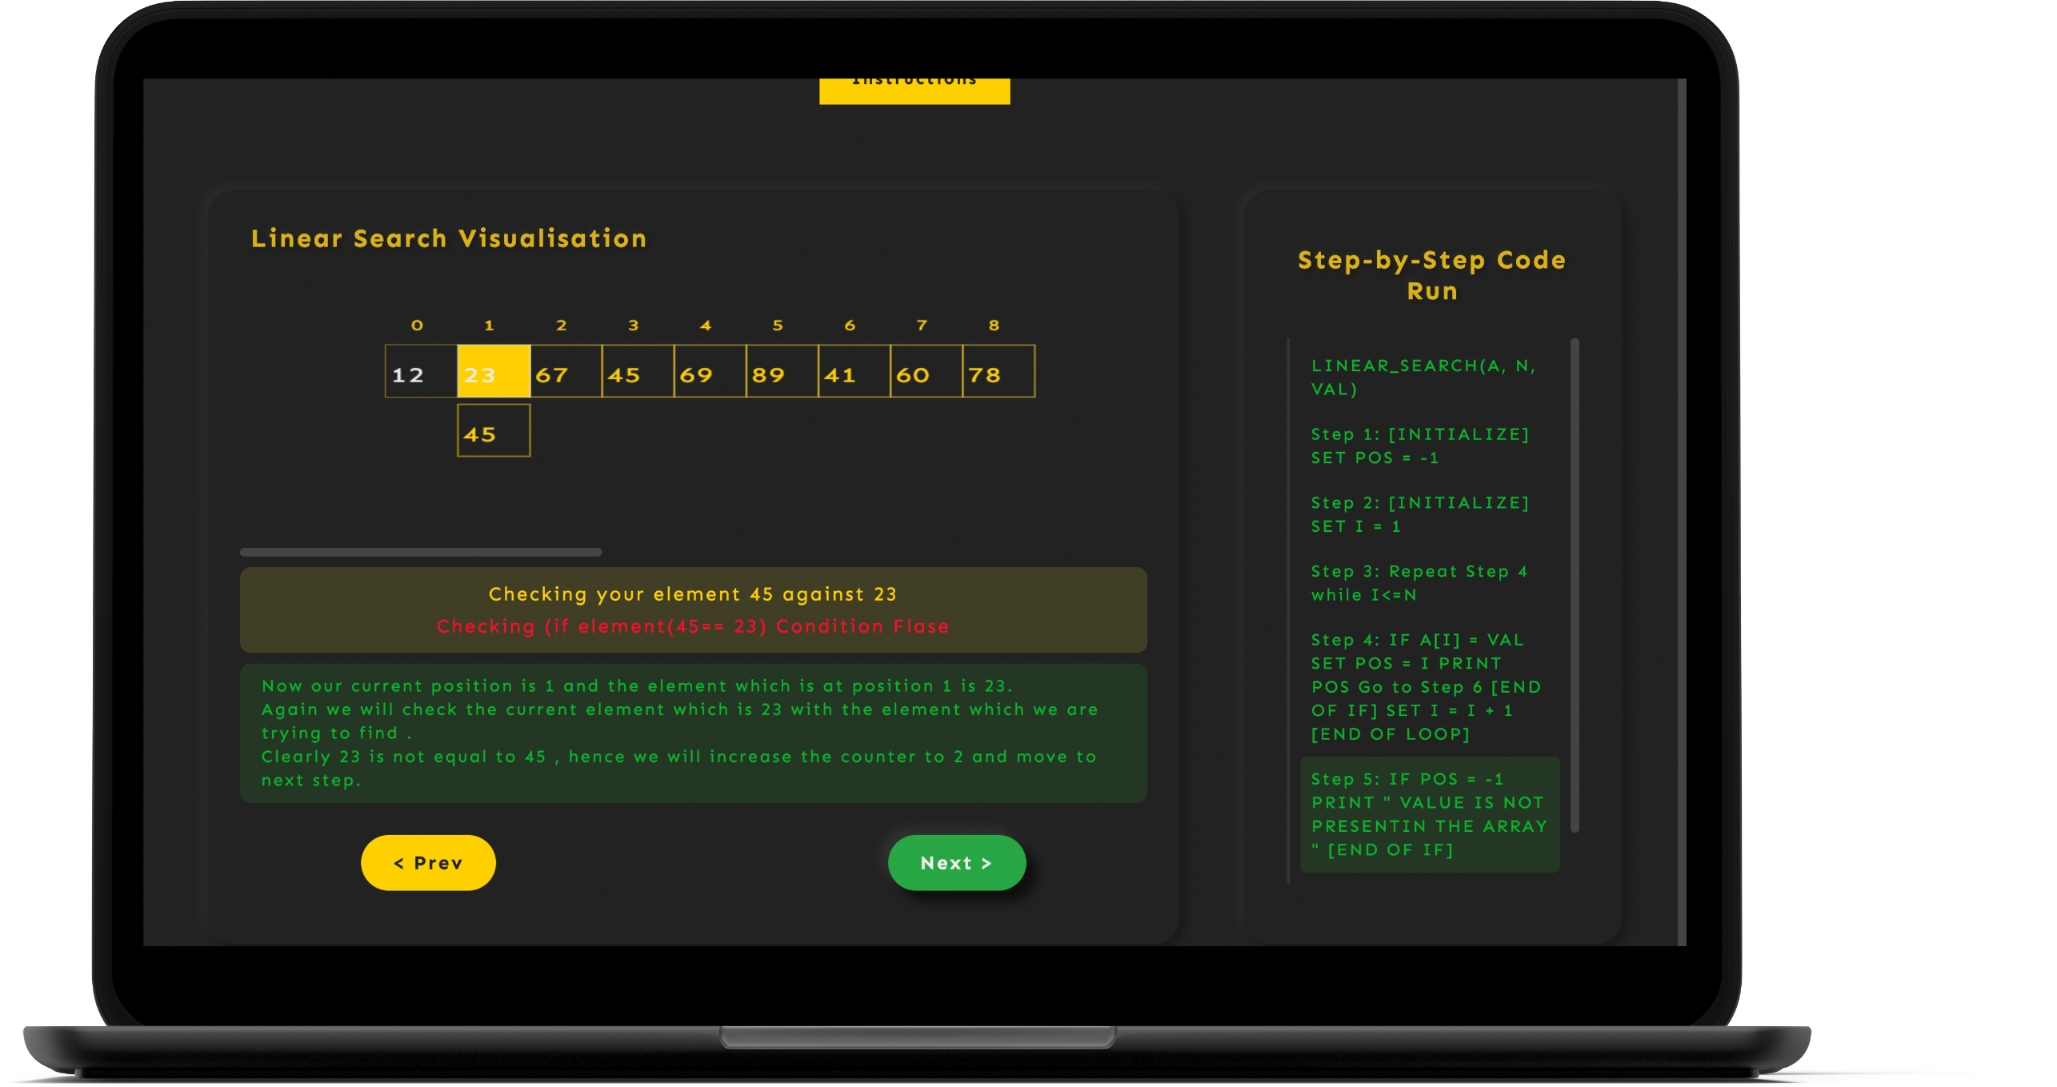 Instructions
Linear Search Visualisation
0 1 2 3 4 5 6 7 8
12 23 67 45 69 89 41 60 78
45
Checking your element 45 against 23
Checking (if element(45== 23) Condition Flase
Now our current position is 1 and the element which is at position 1 is 23.
Again we will check the current element which is 23 with the element which we are
trying to find .
Clearly 23 is not equal to 45 , hence we will increase the counter to 2 and move to
next step.
< Prev
Next >
Step-by-Step Code
Run
LINEAR_SEARCH(A, N,
VAL)
Step 1: [INITIALIZE]
SET POS = -1
Step 2: [INITIALIZE]
SET I = 1
Step 3: Repeat Step 4
while I<=N
Step 4: IF A[I] = VAL
SET POS = I PRINT
POS Go to Step 6 [END
OF IF] SET I = I + 1
[END OF LOOP]
Step 5: IF POS = -1
PRINT " VALUE IS NOT
PRESENTIN THE ARRAY
" [END OF IF]